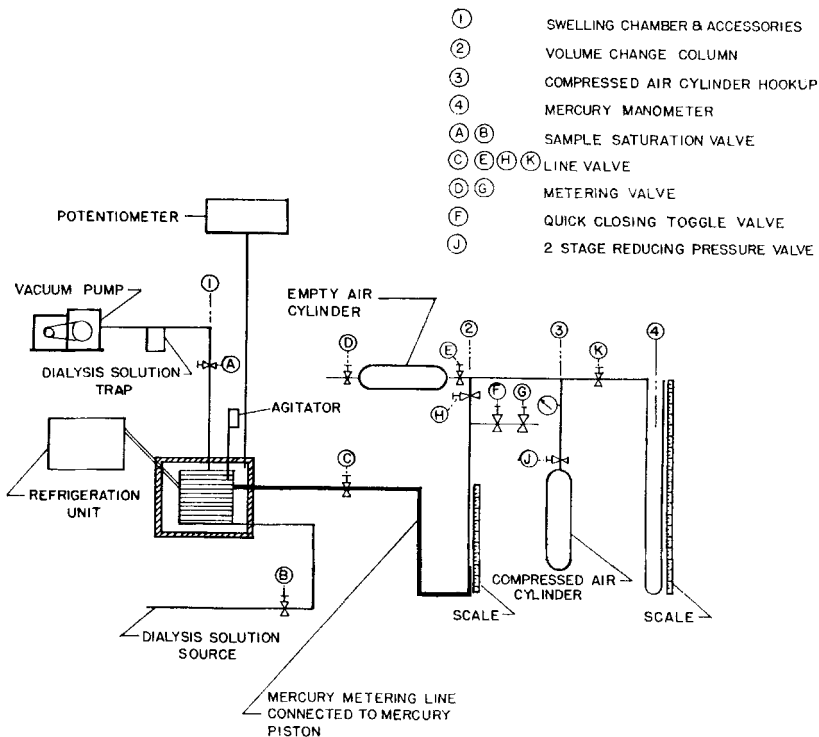 1 SWELLING CHAMBER & ACCESSORIES
2 VOLUME CHANGE COLUMN
3 COMPRESSED AIR CYLINDER HOOKUP
4 MERCURY MANOMETER
A B SAMPLE SATURATION VALVE
C E H K LINE VALVE
D G METERING VALVE
F QUICK CLOSING TOGGLE VALVE
J 2 STAGE REDUCING PRESSURE VALVE
POTENTIOMETER
VACUUM PUMP
1
EMPTY AIR
CYLINDER
2
3
4
D
E
K
DIALYSIS SOLUTION
TRAP
A
H
F
G
AGITATOR
REFRIGERATION
UNIT
C
J
B
COMPRESSED AIR
CYLINDER
SCALE
SCALE
DIALYSIS SOLUTION
SOURCE
MERCURY METERING LINE
CONNECTED TO MERCURY
PISTON